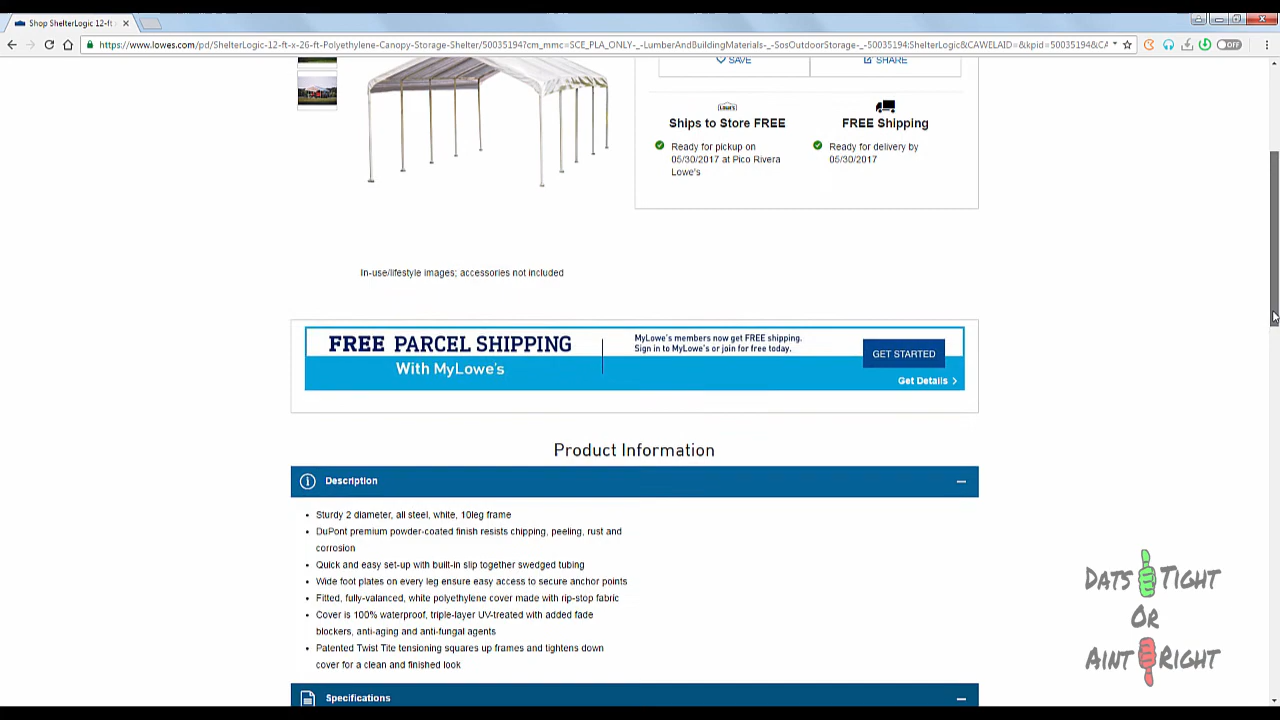 Shop ShelterLogic 12-ft
https://www.lowes.com/pd/ShelterLogic-12-ft-x-26-ft-Polyethylene-Canopy-Storage-Shelter/50035194?cm_mmc=SCE_PLA_ONLY-_-LumberAndBuildingMaterials-_-SosOutdoorStorage-_-50035194:ShelterLogic&CAWELAID=&kpid=50035194&CA
OFF
SAVE
SHARE
Lowe's
Ships to Store FREE
FREE Shipping
Ready for pickup on
05/30/2017 at Pico Rivera
Lowe's
Ready for delivery by
05/30/2017
In-use/lifestyle images; accessories not included
FREE PARCEL SHIPPING
With MyLowe's
MyLowe's members now get FREE shipping.
Sign in to MyLowe's or join for free today.
GET STARTED
Get Details >
Product Information
Description
• Sturdy 2 diameter, all steel, white, 10leg frame
• DuPont premium powder-coated finish resists chipping, peeling, rust and
corrosion
• Quick and easy set-up with built-in slip together swedged tubing
• Wide foot plates on every leg ensure easy access to secure anchor points
• Fitted, fully-valanced, white polyethylene cover made with rip-stop fabric
• Cover is 100% waterproof, triple-layer UV-treated with added fade
blockers, anti-aging and anti-fungal agents
• Patented Twist Tite tensioning squares up frames and tightens down
cover for a clean and finished look
Specifications
DATS TIGHT
OR
AINT RIGHT